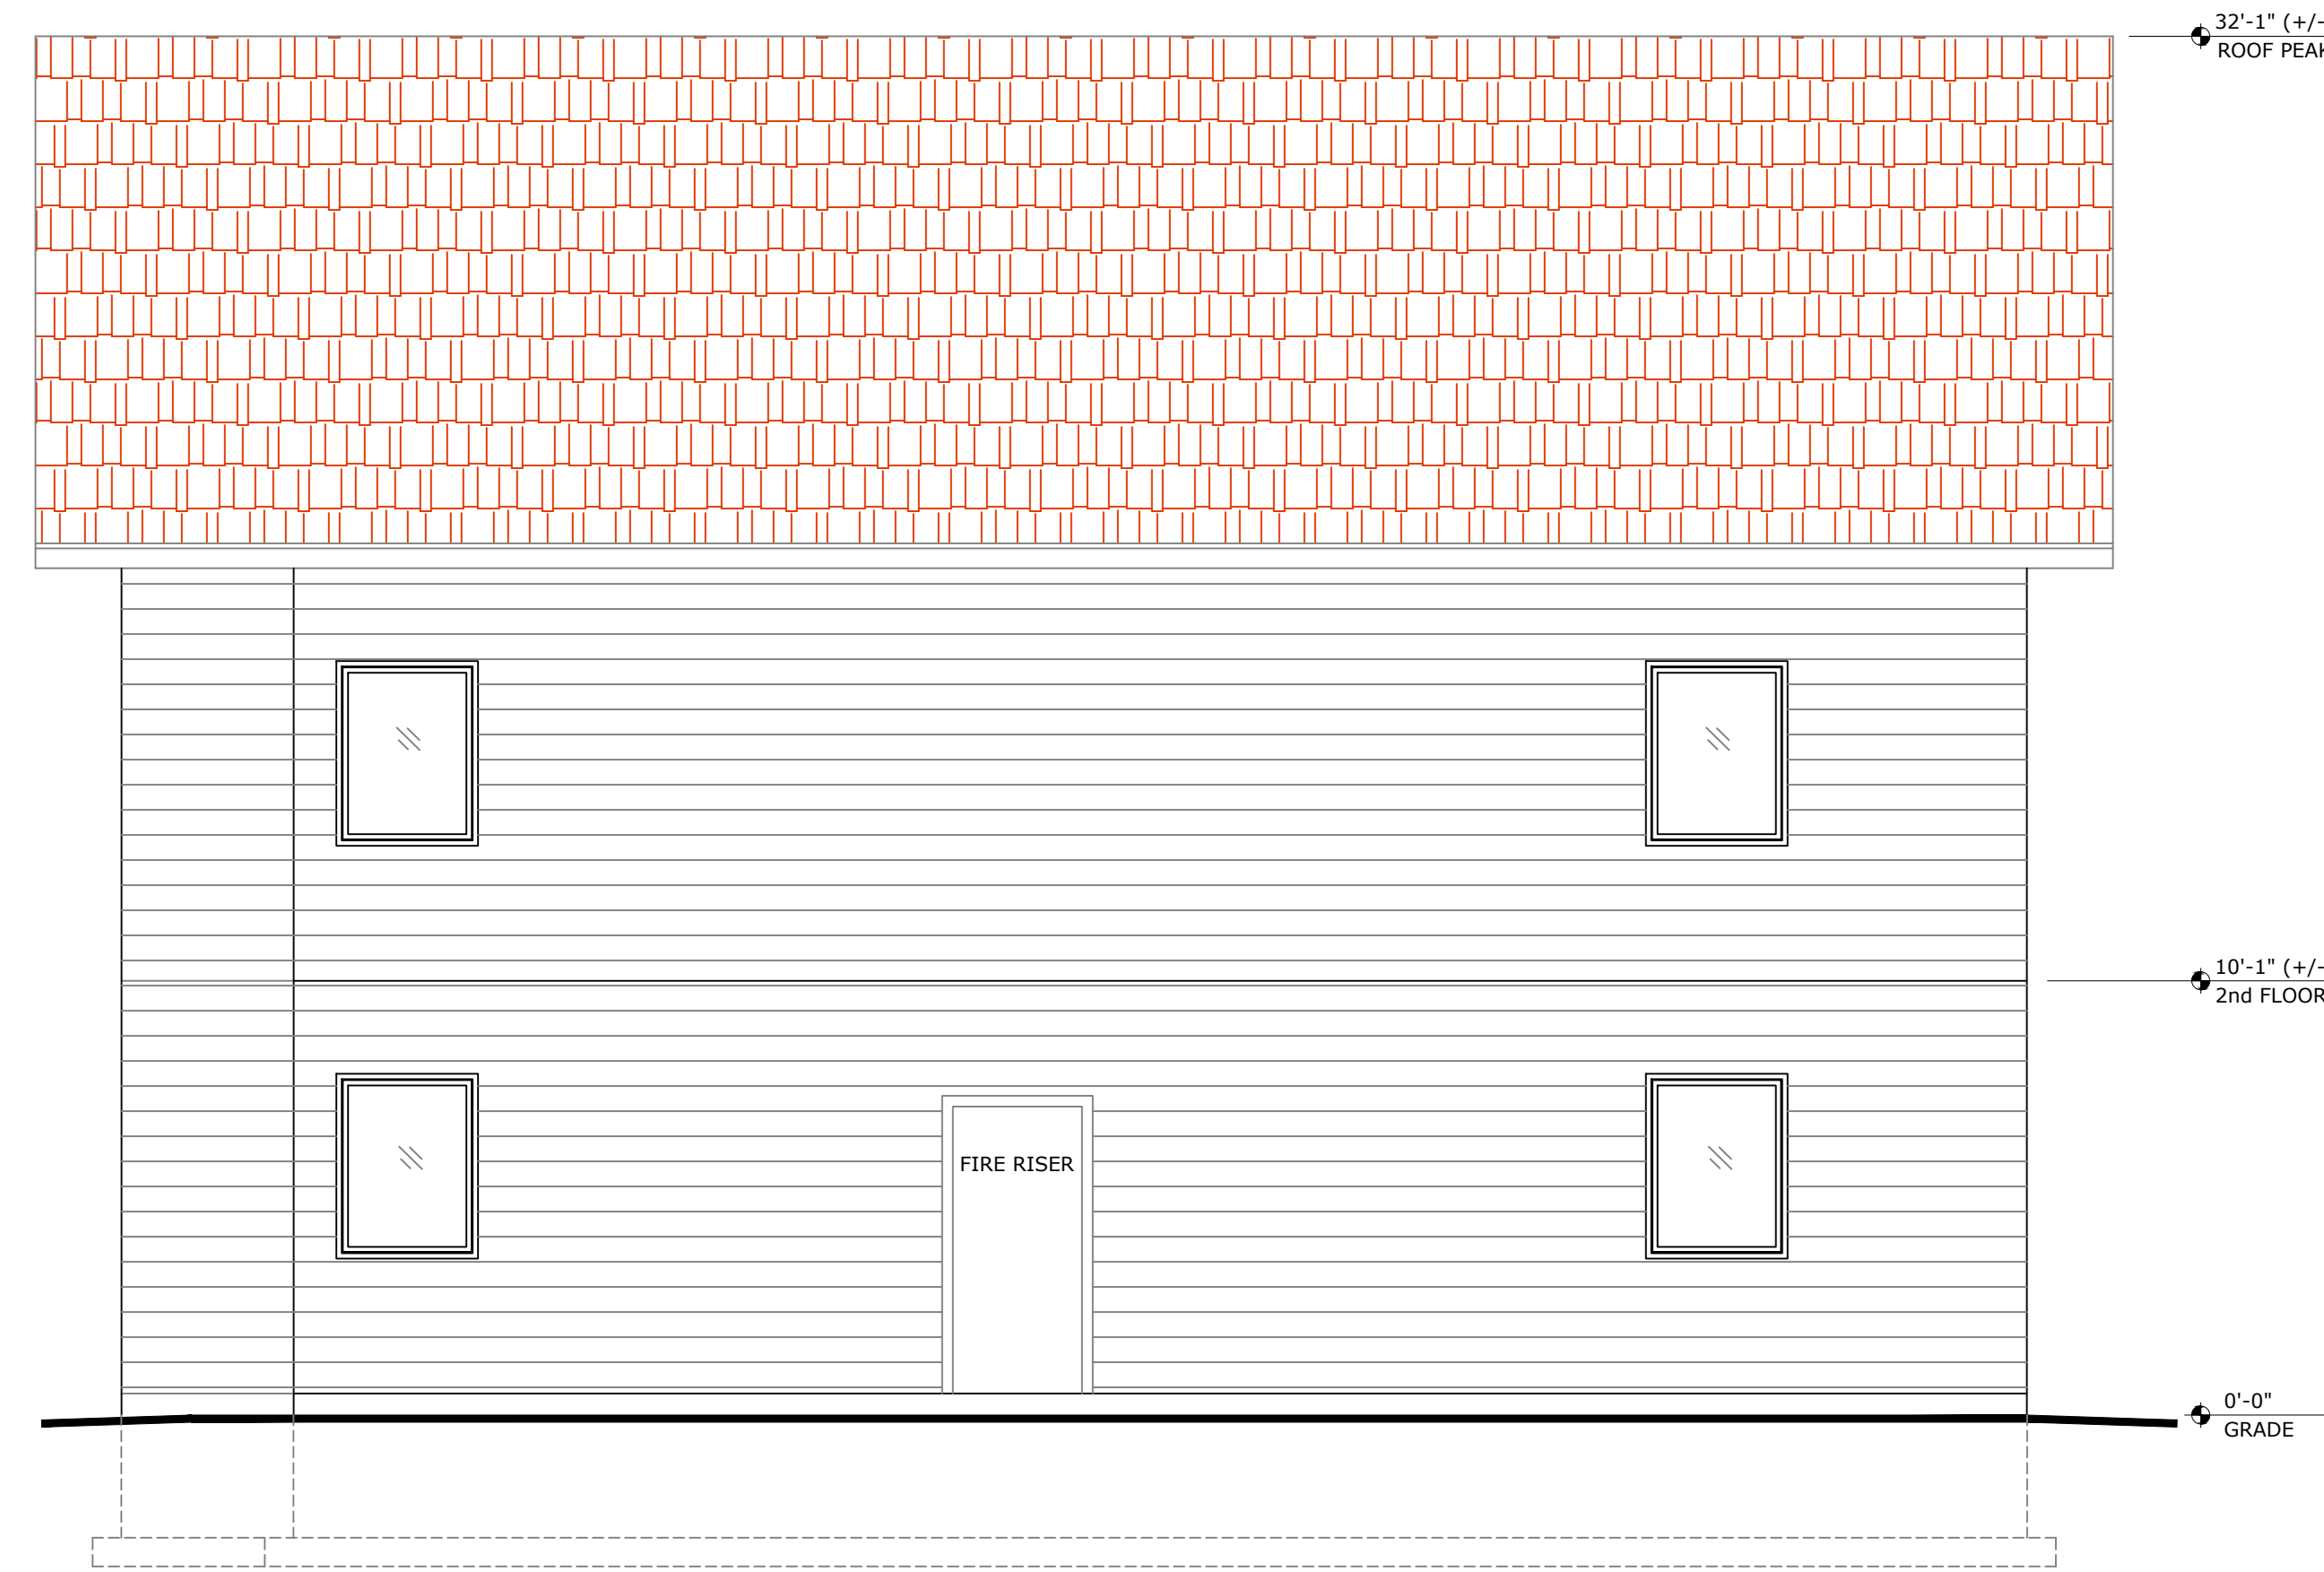 32'-1" (+/-
ROOF PEAK
10'-1" (+/-
2nd FLOOR
FIRE RISER
0'-0"
GRADE